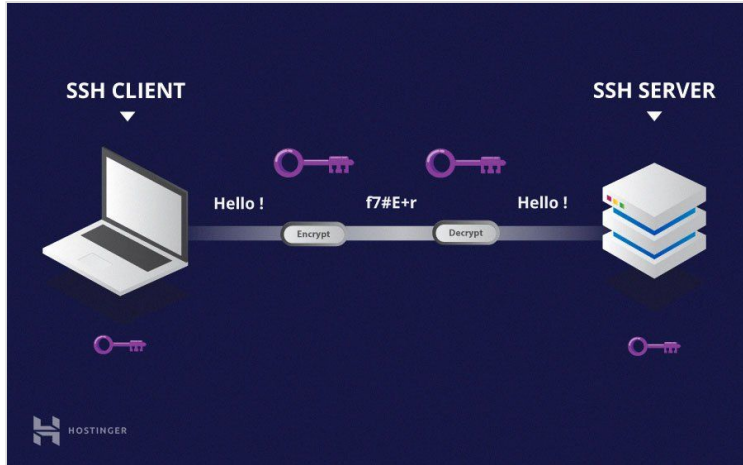 SSH CLIENT
SSH SERVER
Hello !
f7#E+r
Hello !
Encrypt
Decrypt
HOSTINGER